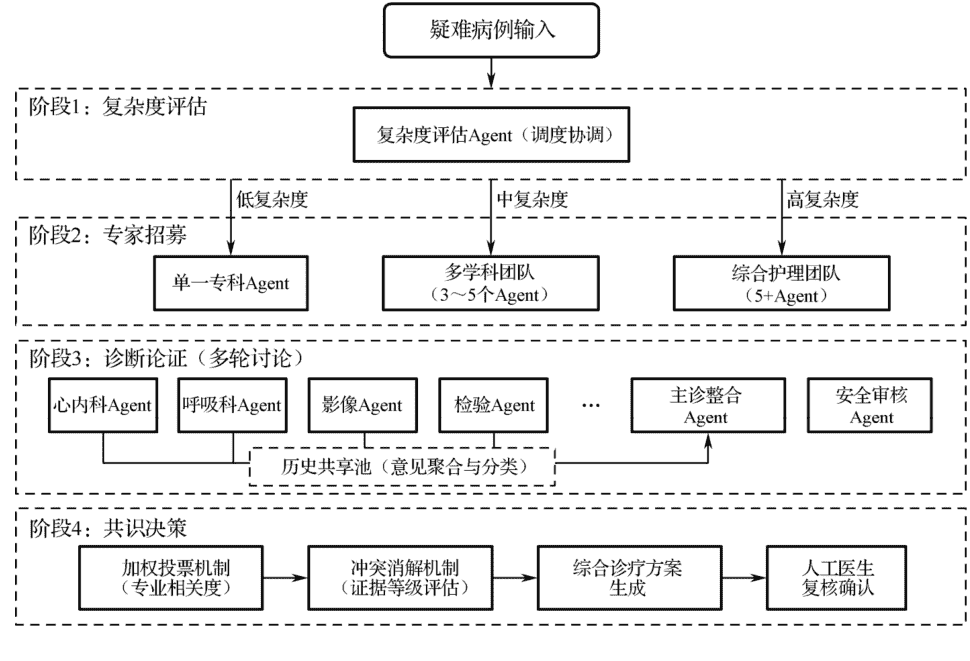 疑难病例输入
阶段1：复杂度评估
复杂度评估Agent（调度协调）
低复杂度
中复杂度
高复杂度
阶段2：专家招募
单一专科Agent
多学科团队
（3～5个Agent）
综合护理团队
（5+Agent）
阶段3：诊断论证（多轮讨论）
心内科Agent
呼吸科Agent
影像Agent
检验Agent
…
主诊整合
Agent
安全审核
Agent
历史共享池（意见聚合与分类）
阶段4：共识决策
加权投票机制
（专业相关度）
冲突消解机制
（证据等级评估）
综合诊疗方案
生成
人工医生
复核确认